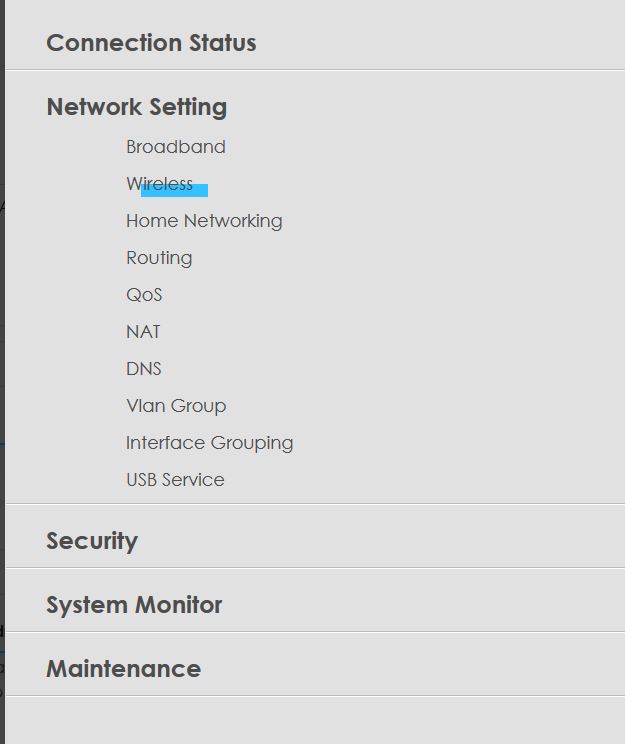 Connection Status
Network Setting
Broadband
Wireless
Home Networking
Routing
QoS
NAT
DNS
Vlan Group
Interface Grouping
USB Service
Security
System Monitor
Maintenance